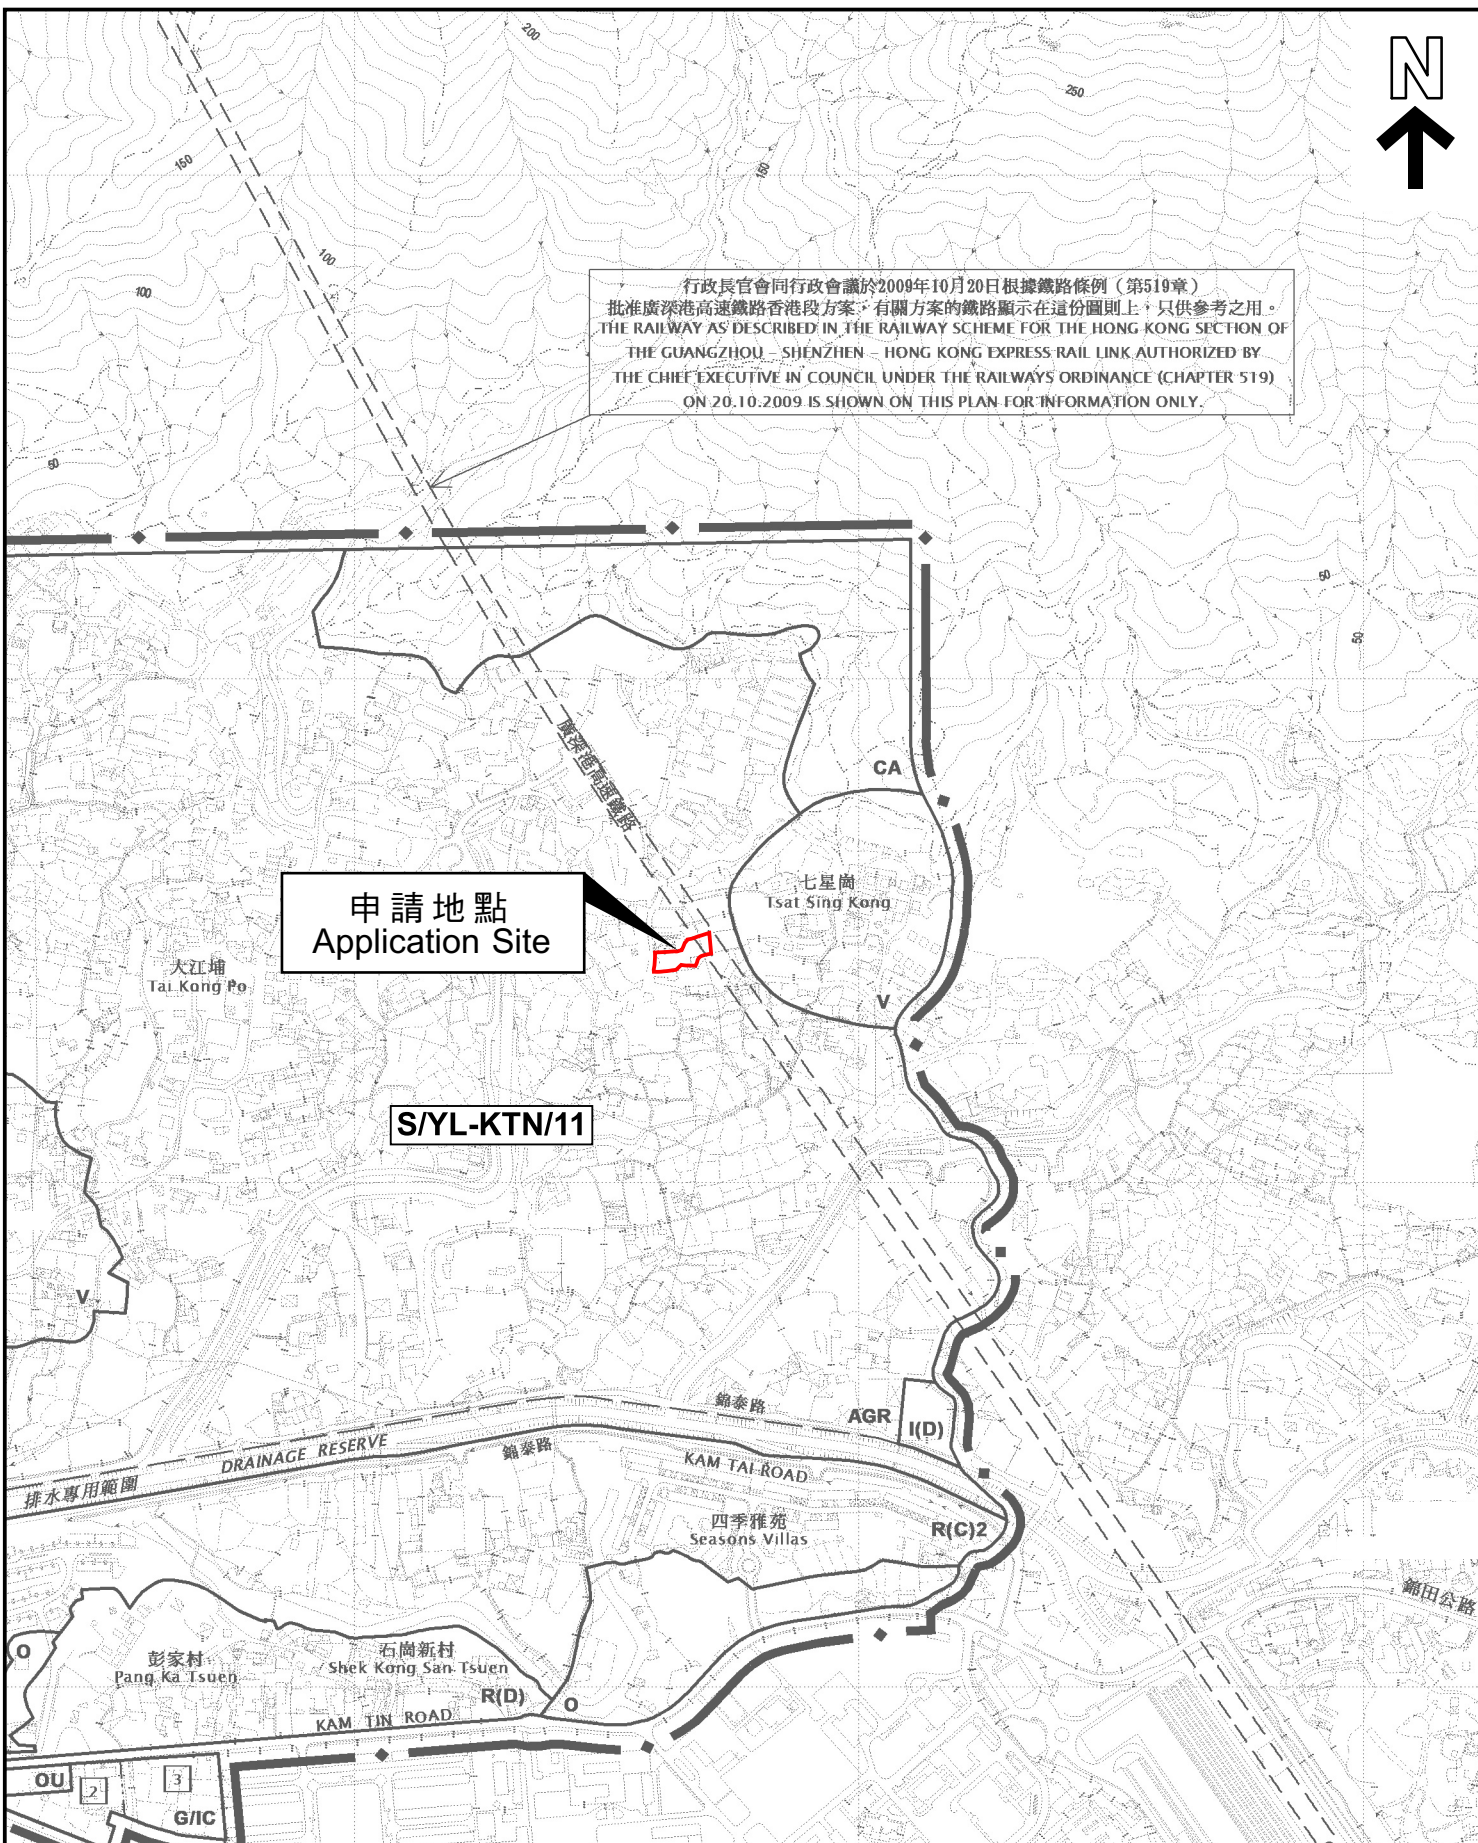 200
N
250
150
150
100
100
行政長官會同行政會議於2009年10月20日根據鐵路條例（第519章）
批准廣深港高速鐵路香港段方案，有關方案的鐵路顯示在這份圖則上，只供參考之用。
THE RAILWAY AS DESCRIBED IN THE RAILWAY SCHEME FOR THE HONG KONG SECTION OF
THE GUANGZHOU – SHENZHEN – HONG KONG EXPRESS RAIL LINK AUTHORIZED BY
THE CHIEF EXECUTIVE IN COUNCIL UNDER THE RAILWAYS ORDINANCE (CHAPTER 519)
ON 20.10.2009 IS SHOWN ON THIS PLAN FOR INFORMATION ONLY.
50
50
50
廣深港高速鐵路
CA
七星崗
Tsat Sing Kong
申請地點
Application Site
大江埔
Tai Kong Po
V
S/YL-KTN/11
V
錦泰路
AGR
I(D)
錦泰路
DRAINAGE RESERVE
排水專用範圍
KAM TAI ROAD
四季雅苑
Seasons Villas
R(C)2
錦田公路
O
彭家村
Pang Ka Tsuen
石崗新村
Shek Kong San Tsuen
R(D)
O
KAM TIN ROAD
OU
2
3
G/IC